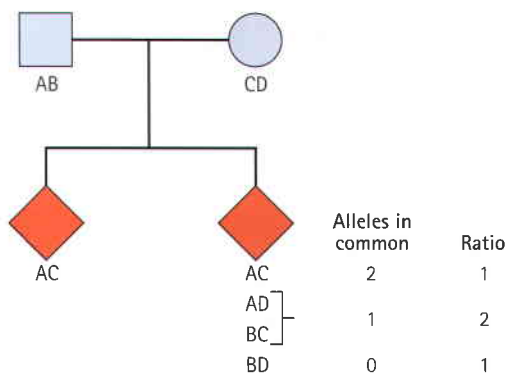 AB CD
Alleles in
common Ratio
AC AC 2 1
AD
1 2
BC
BD 0 1